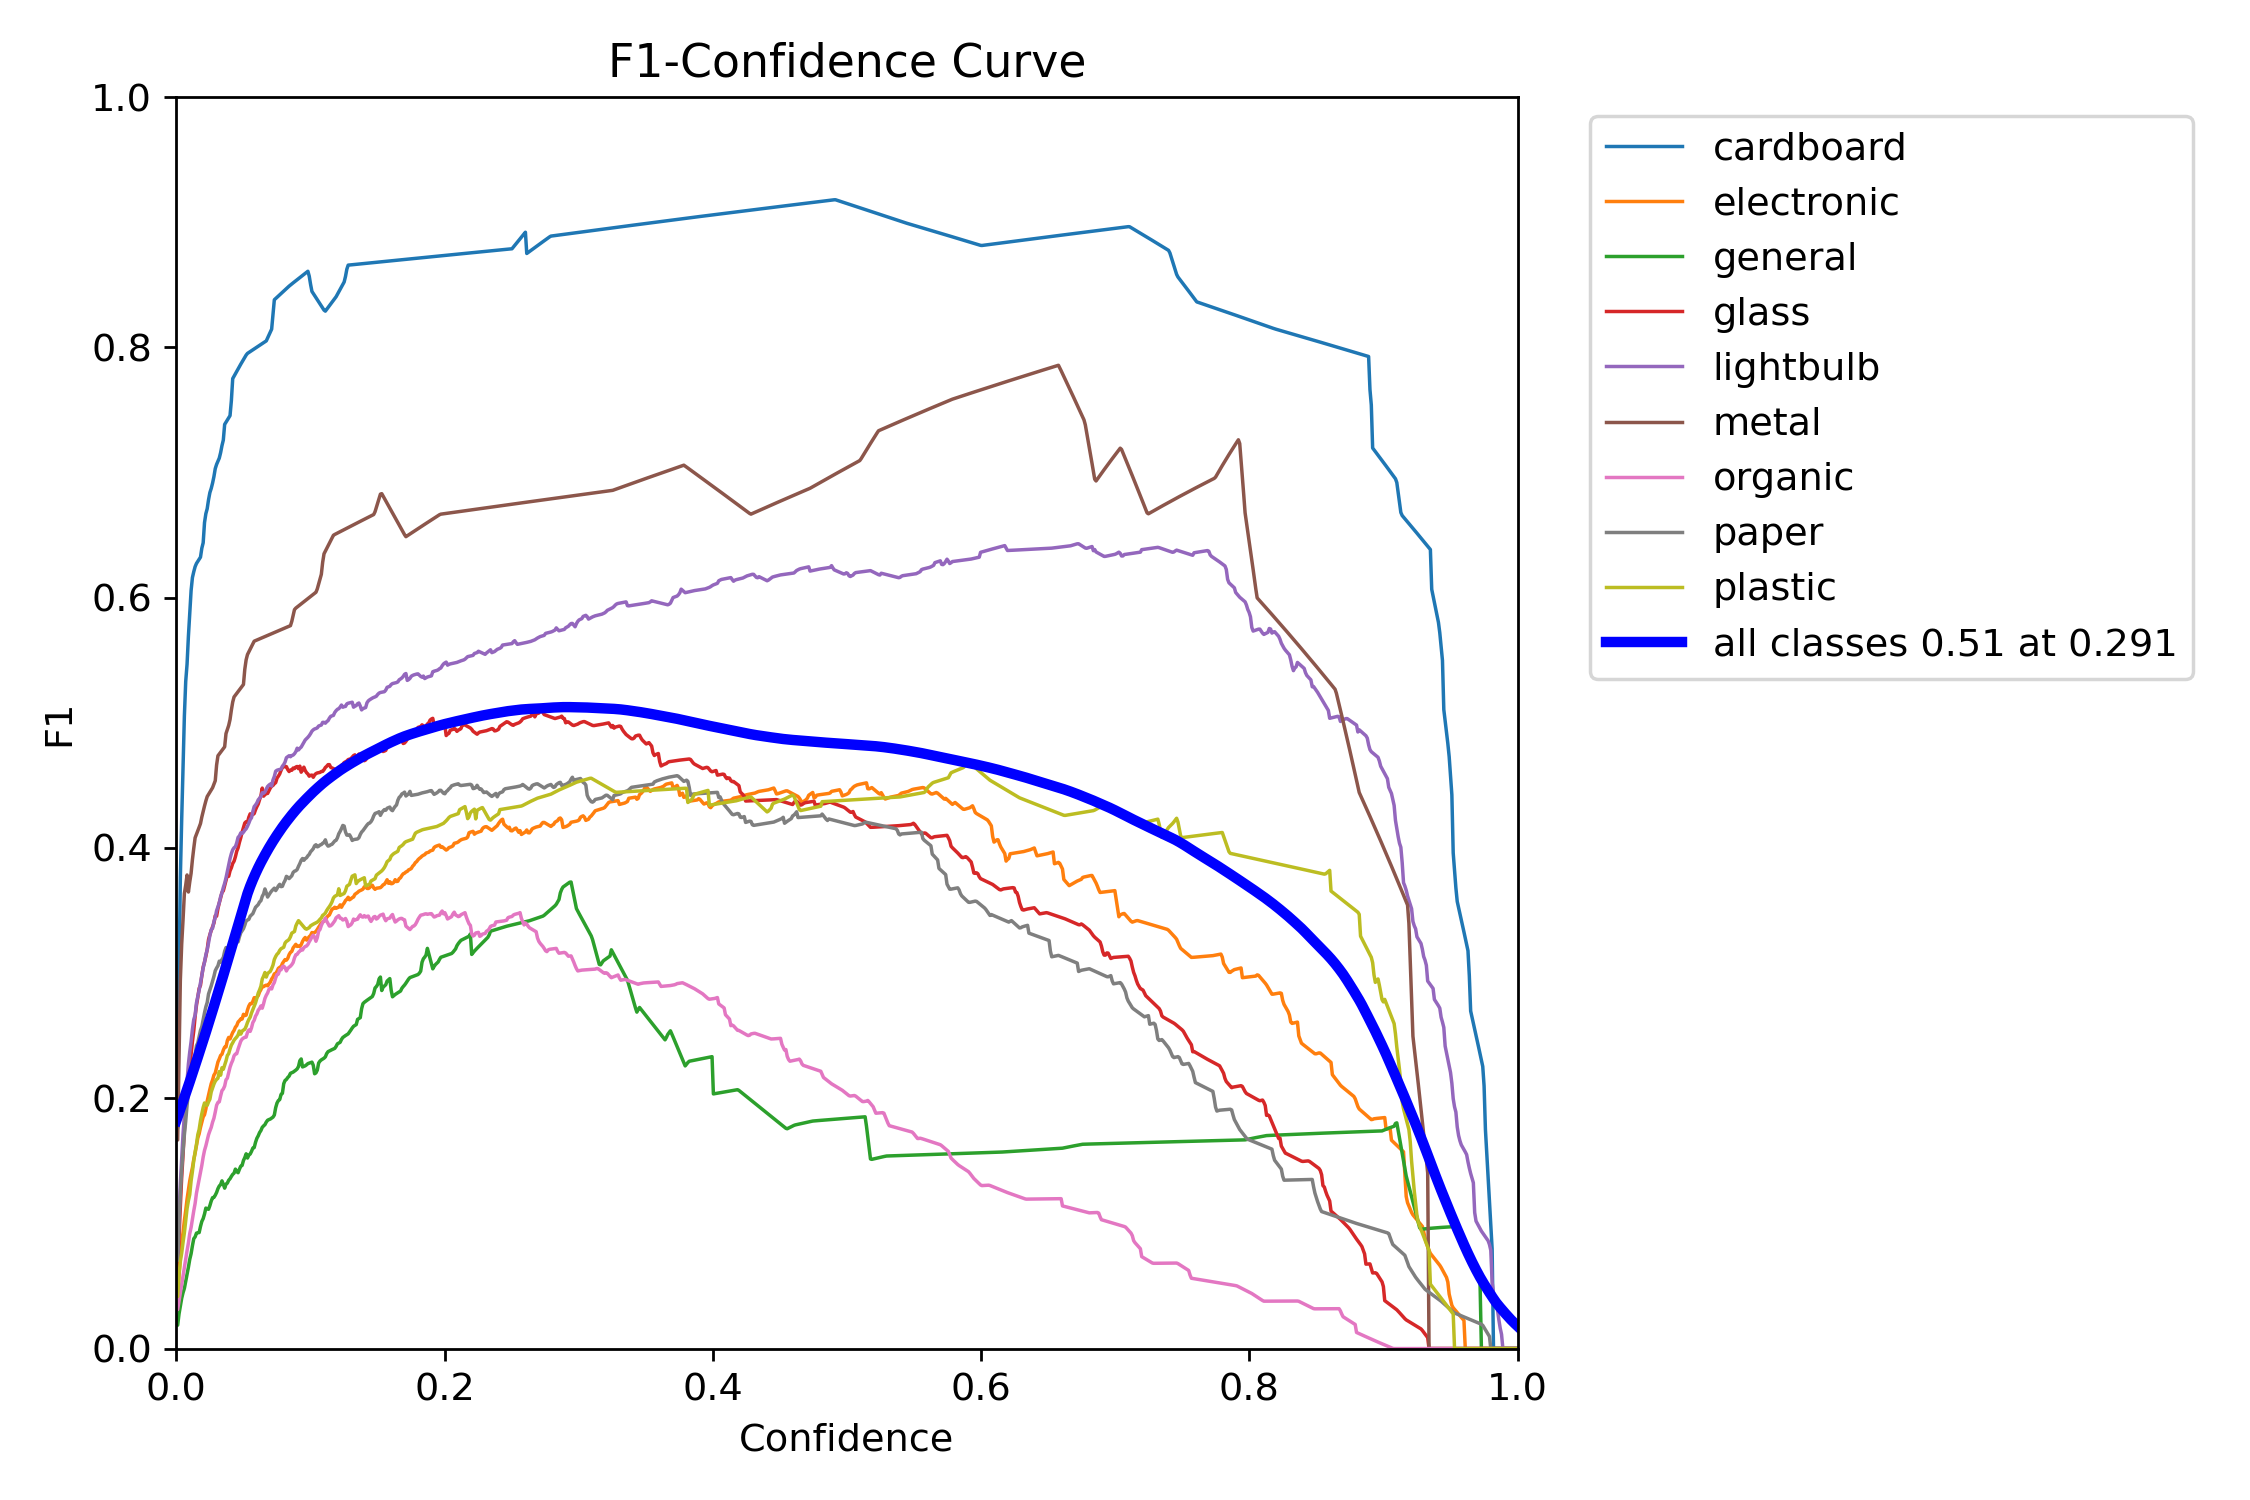 F1-Confidence Curve
1.0
0.8
0.6
0.4
0.2
0.0
F1
0.0 0.2 0.4 0.6 0.8 1.0
Confidence
cardboard
electronic
general
glass
lightbulb
metal
organic
paper
plastic
all classes 0.51 at 0.291